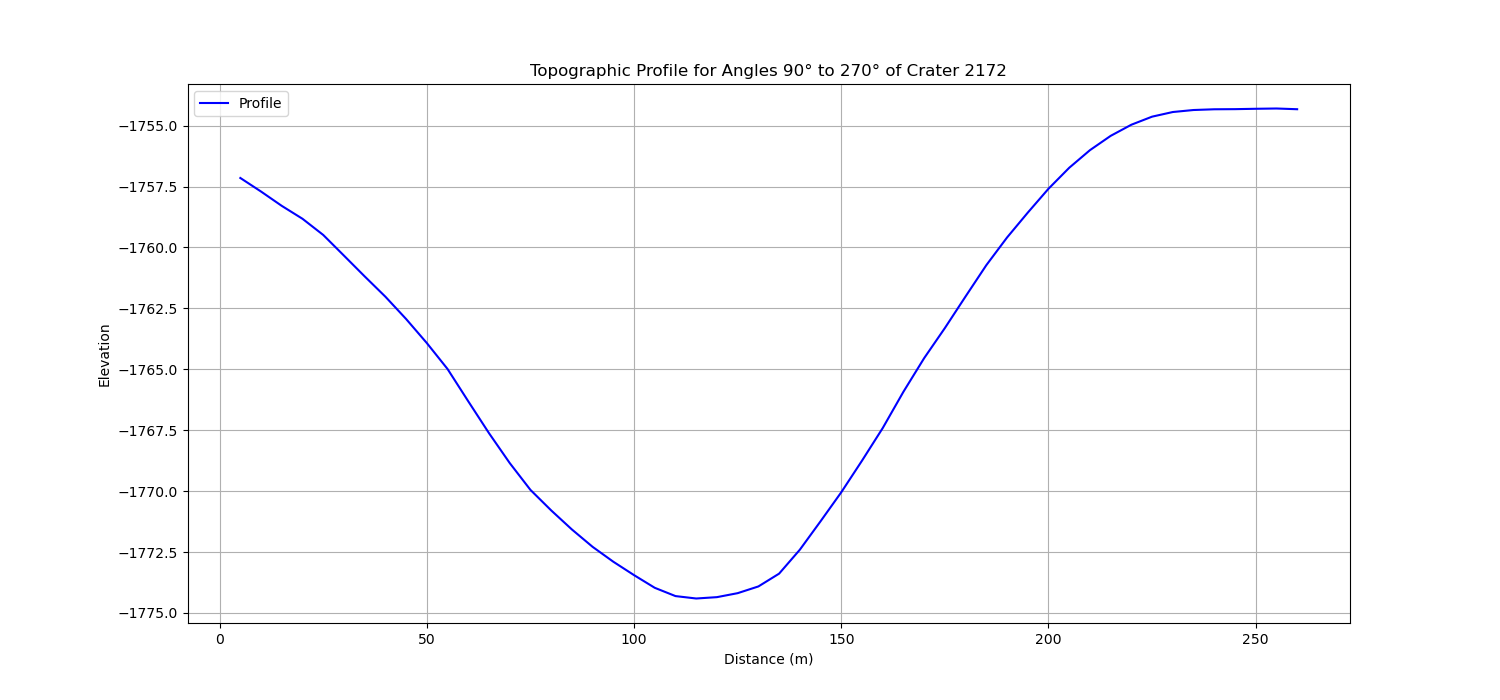 Topographic Profile for Angles 90° to 270° of Crater 2172
Profile
−1755.0
−1757.5
−1760.0
−1762.5
−1765.0
−1767.5
−1770.0
−1772.5
−1775.0
Elevation
0 50 100 150 200 250
Distance (m)